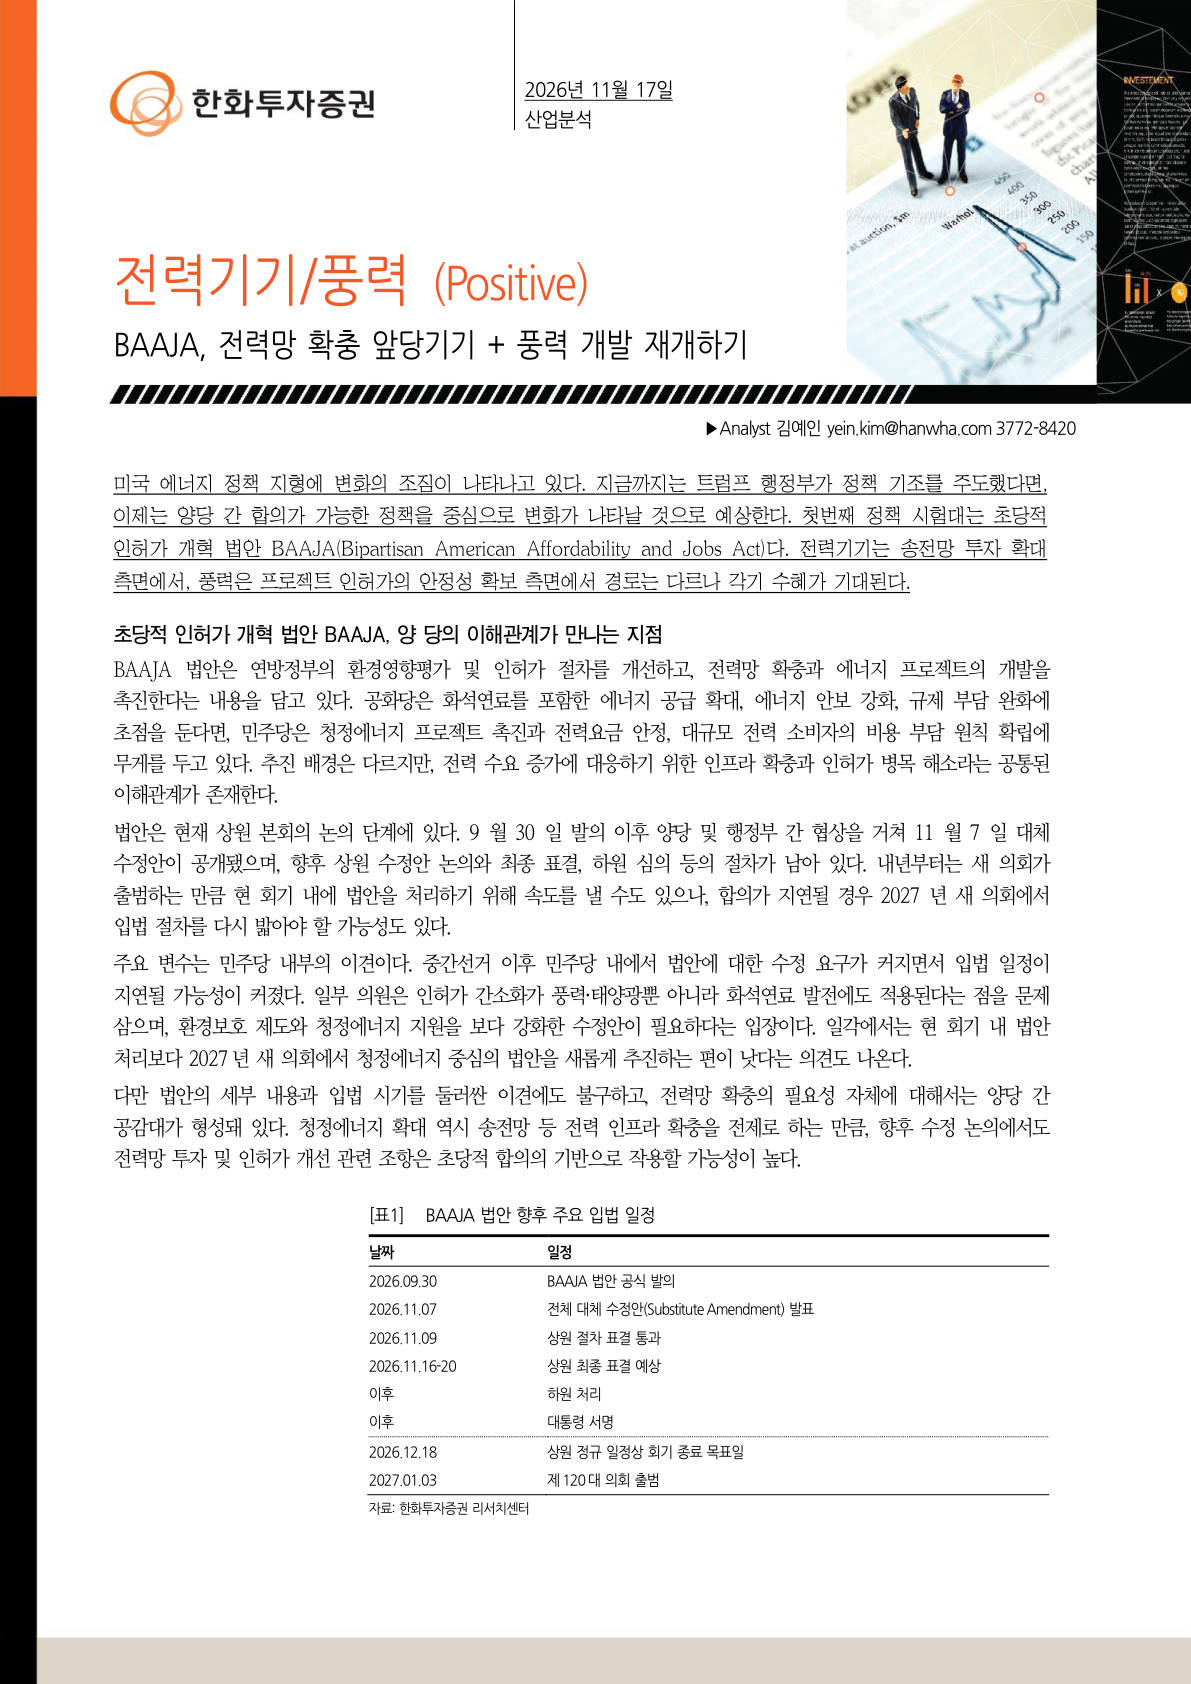 한화투자증권
2026년 11월 17일
산업분석
INVESTEMENT
전력기기/풍력 (Positive)
BAAJA, 전력망 확충 앞당기기 + 풍력 개발 재개하기
▶Analyst 김예인 yein.kim@hanwha.com 3772-8420
미국 에너지 정책 지형에 변화의 조짐이 나타나고 있다. 지금까지는 트럼프 행정부가 정책 기조를 주도했다면,
이제는 양당 간 합의가 가능한 정책을 중심으로 변화가 나타날 것으로 예상한다. 첫번째 정책 시험대는 초당적
인허가 개혁 법안 BAAJA(Bipartisan American Affordability and Jobs Act)다. 전력기기는 송전망 투자 확대
측면에서, 풍력은 프로젝트 인허가의 안정성 확보 측면에서 경로는 다르나 각기 수혜가 기대된다.
초당적 인허가 개혁 법안 BAAJA, 양 당의 이해관계가 만나는 지점
BAAJA 법안은 연방정부의 환경영향평가 및 인허가 절차를 개선하고, 전력망 확충과 에너지 프로젝트의 개발을
촉진한다는 내용을 담고 있다. 공화당은 화석연료를 포함한 에너지 공급 확대, 에너지 안보 강화, 규제 부담 완화에
초점을 둔다면, 민주당은 청정에너지 프로젝트 촉진과 전력요금 안정, 대규모 전력 소비자의 비용 부담 원칙 확립에
무게를 두고 있다. 추진 배경은 다르지만, 전력 수요 증가에 대응하기 위한 인프라 확충과 인허가 병목 해소라는 공통된
이해관계가 존재한다.
법안은 현재 상원 본회의 논의 단계에 있다. 9 월 30 일 발의 이후 양당 및 행정부 간 협상을 거쳐 11 월 7 일 대체
수정안이 공개됐으며, 향후 상원 수정안 논의와 최종 표결, 하원 심의 등의 절차가 남아 있다. 내년부터는 새 의회가
출범하는 만큼 현 회기 내에 법안을 처리하기 위해 속도를 낼 수도 있으나, 합의가 지연될 경우 2027 년 새 의회에서
입법 절차를 다시 밟아야 할 가능성도 있다.
주요 변수는 민주당 내부의 이견이다. 중간선거 이후 민주당 내에서 법안에 대한 수정 요구가 커지면서 입법 일정이
지연될 가능성이 커졌다. 일부 의원은 인허가 간소화가 풍력·태양광뿐 아니라 화석연료 발전에도 적용된다는 점을 문제
삼으며, 환경보호 제도와 청정에너지 지원을 보다 강화한 수정안이 필요하다는 입장이다. 일각에서는 현 회기 내 법안
처리보다 2027 년 새 의회에서 청정에너지 중심의 법안을 새롭게 추진하는 편이 낫다는 의견도 나온다.
다만 법안의 세부 내용과 입법 시기를 둘러싼 이견에도 불구하고, 전력망 확충의 필요성 자체에 대해서는 양당 간
공감대가 형성돼 있다. 청정에너지 확대 역시 송전망 등 전력 인프라 확충을 전제로 하는 만큼, 향후 수정 논의에서도
전력망 투자 및 인허가 개선 관련 조항은 초당적 합의의 기반으로 작용할 가능성이 높다.
[표1] BAAJA 법안 향후 주요 입법 일정
날짜 일정
2026.09.30 BAAJA 법안 공식 발의
2026.11.07 전체 대체 수정안(Substitute Amendment) 발표
2026.11.09 상원 절차 표결 통과
2026.11.16-20 상원 최종 표결 예상
이후 하원 처리
이후 대통령 서명
2026.12.18 상원 정규 일정상 회기 종료 목표일
2027.01.03 제 120 대 의회 출범
자료: 한화투자증권 리서치센터